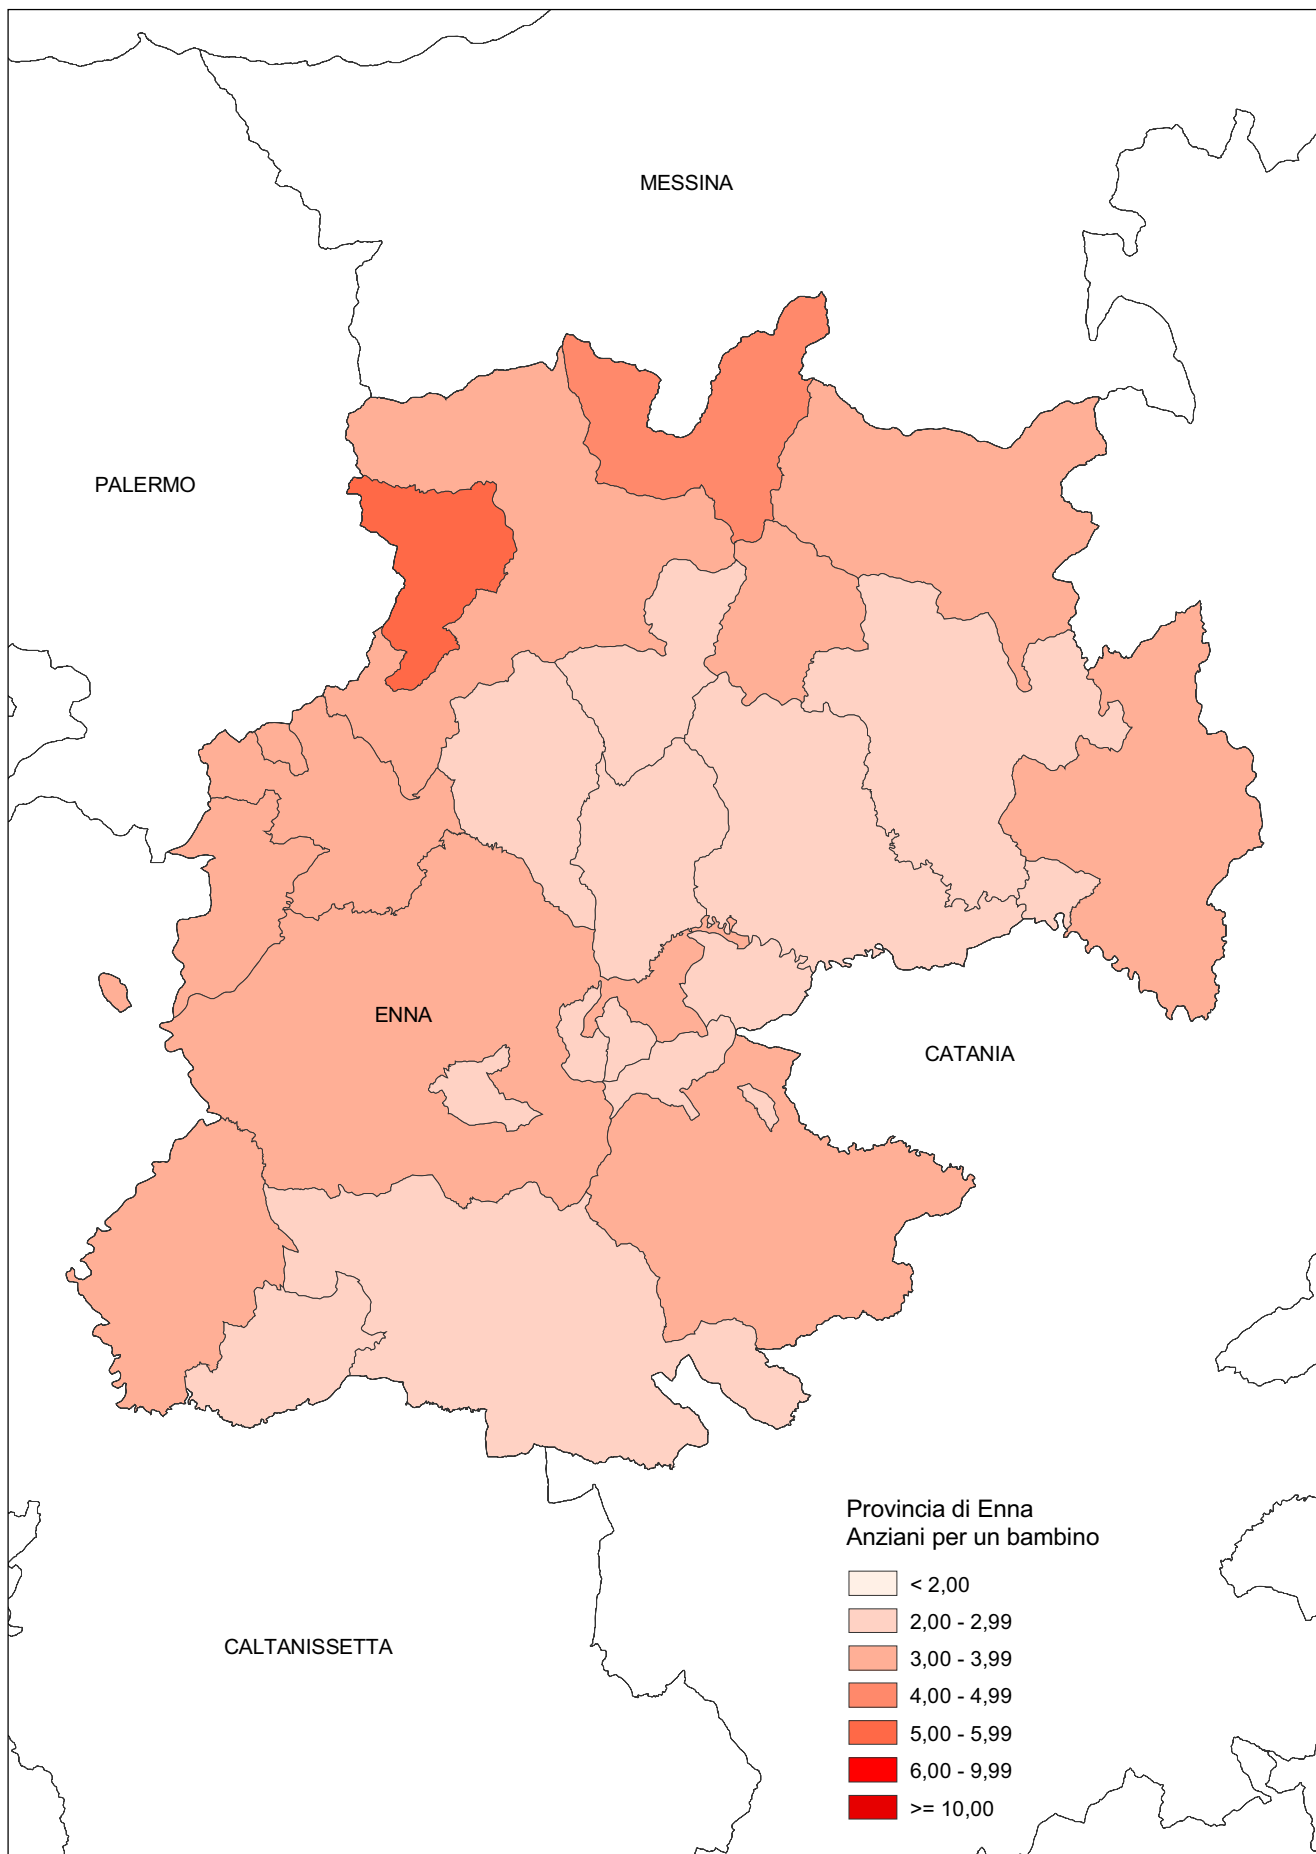 MESSINA
PALERMO
ENNA
CATANIA
CALTANISSETTA
Provincia di Enna
Anziani per un bambino
< 2,00
2,00 - 2,99
3,00 - 3,99
4,00 - 4,99
5,00 - 5,99
6,00 - 9,99
>= 10,00